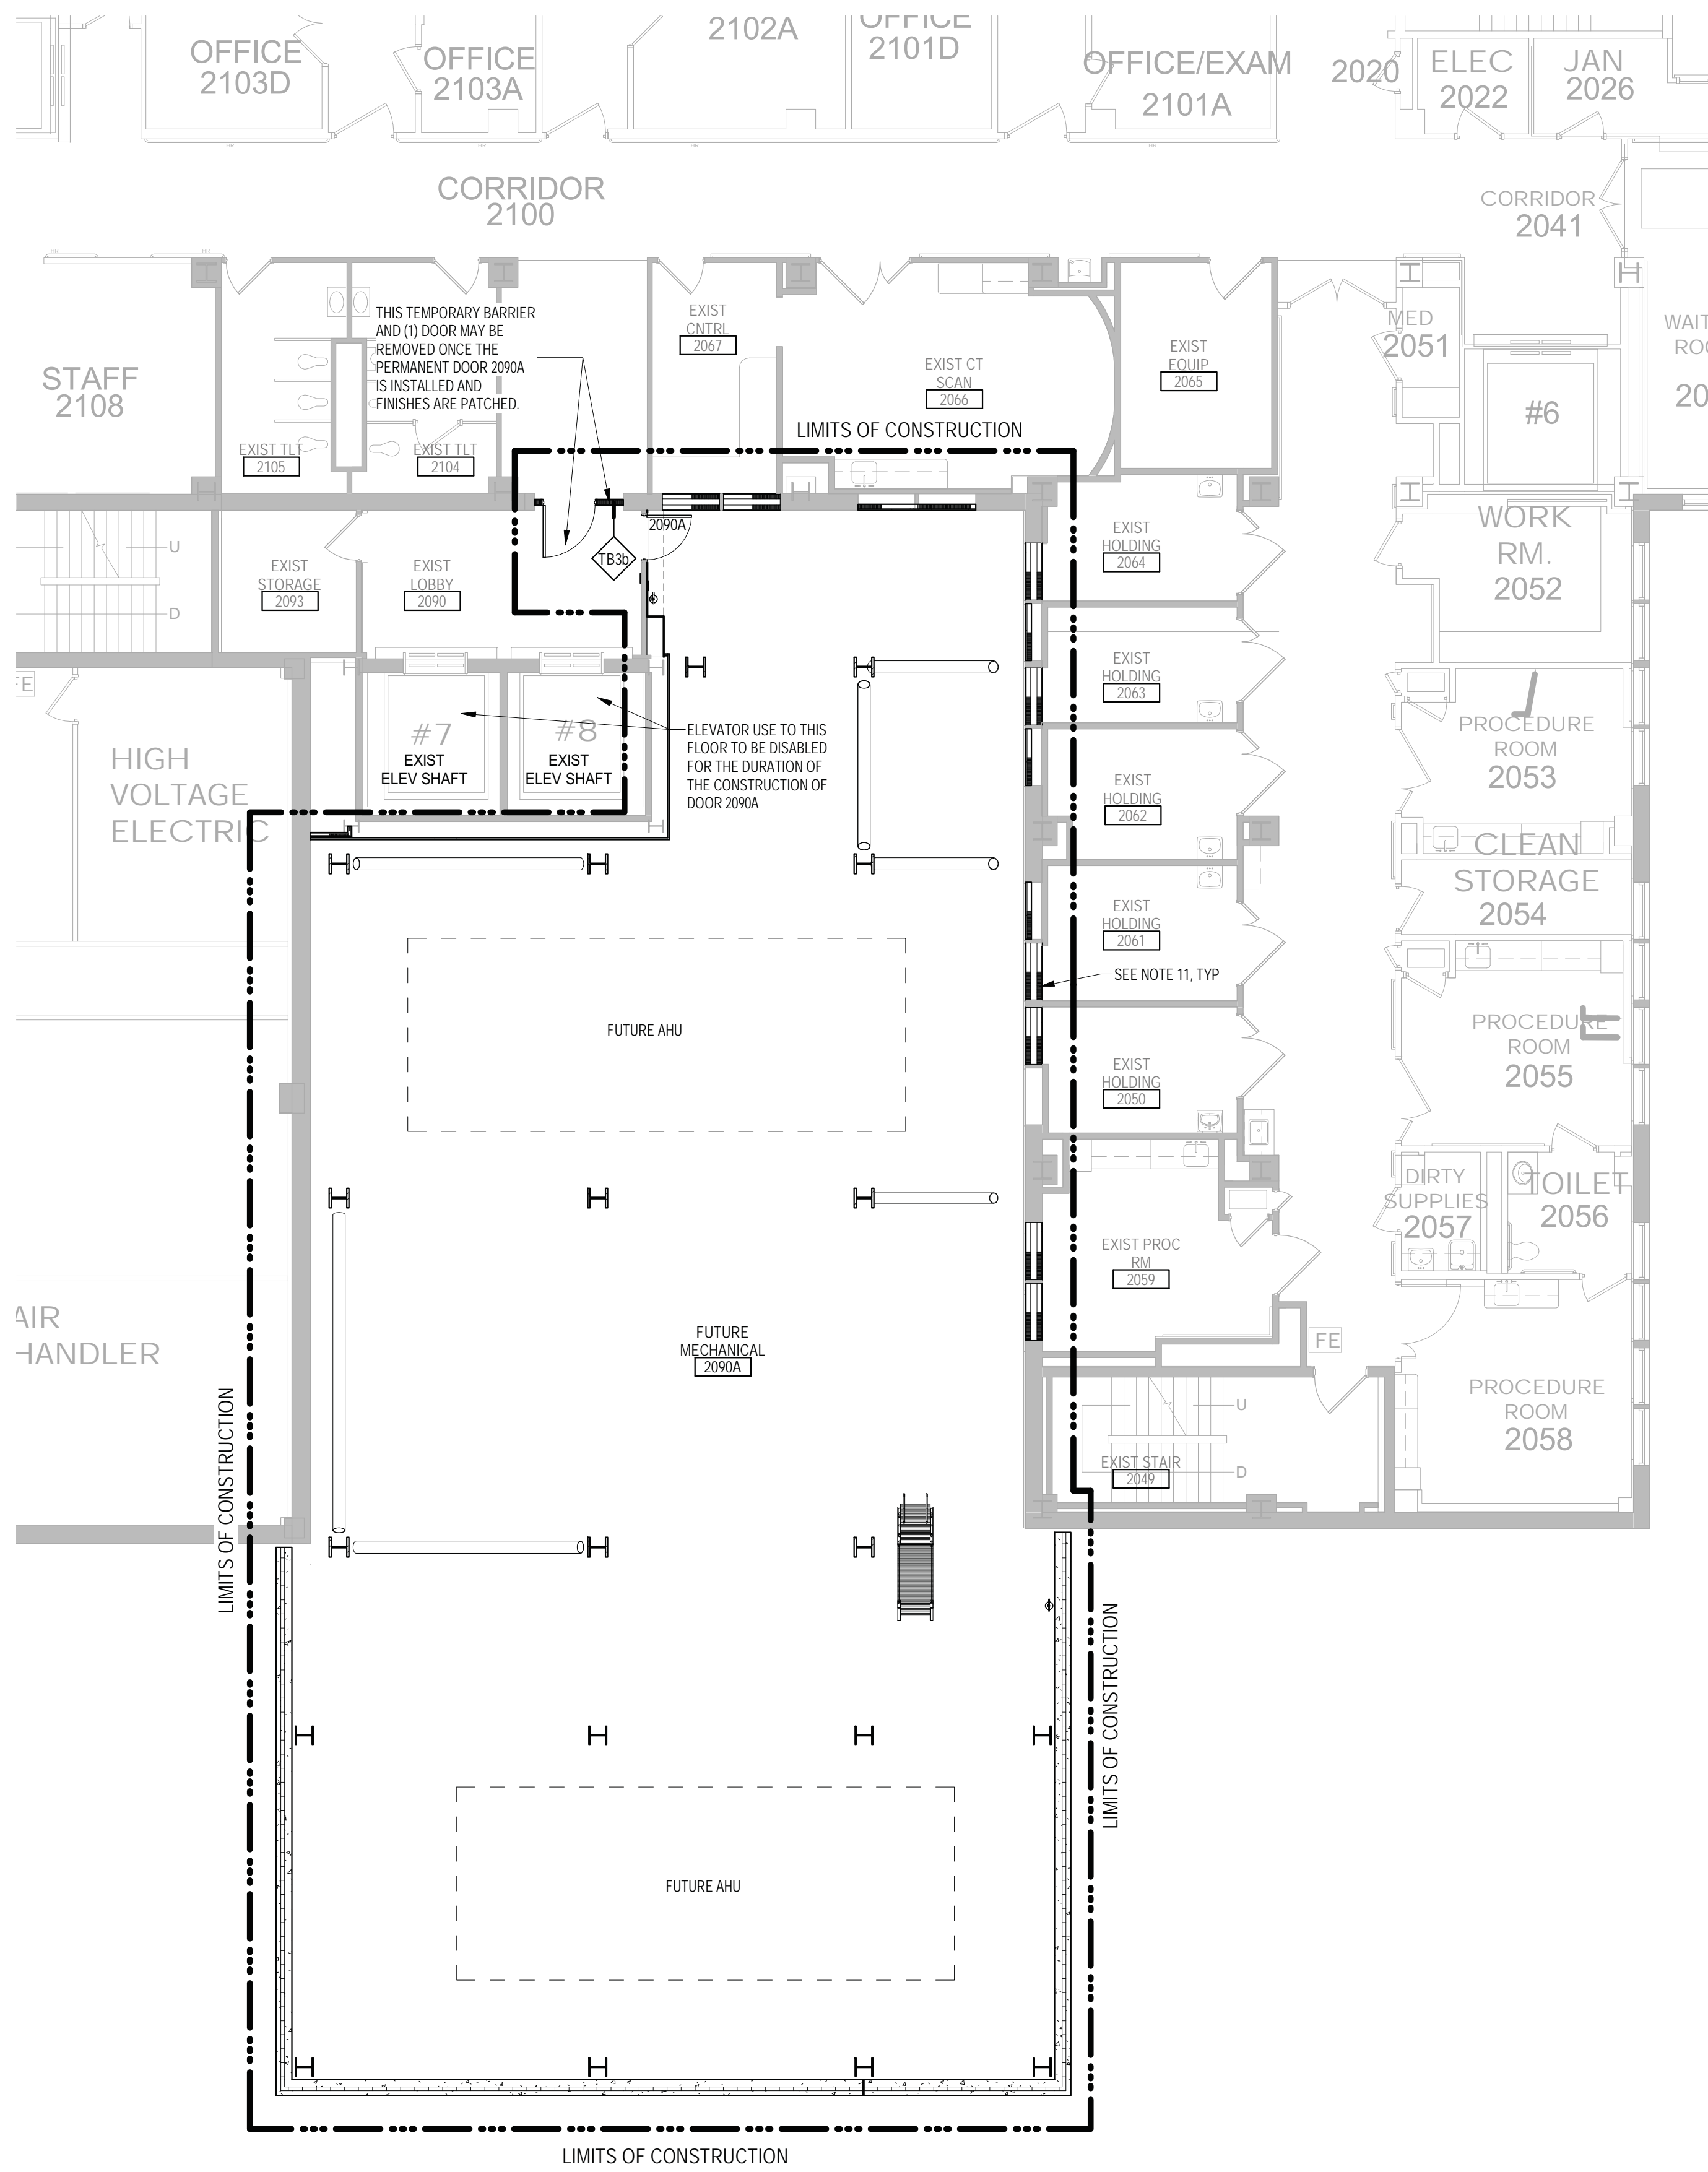 OFFICE
2103D
OFFICE
2103A
2102A
OFFICE
2101D
OFFICE/EXAM
2101A
2020
ELEC
2022
JAN
2026
CORRIDOR
2100
CORRIDOR
2041
THIS TEMPORARY BARRIER
AND (1) DOOR MAY BE
REMOVED ONCE THE
PERMANENT DOOR 2090A
IS INSTALLED AND
FINISHES ARE PATCHED.
EXIST
CNTRL
2067
EXIST CT
SCAN
2066
EXIST
EQUIP
2065
MED
2051
#6
STAFF
2108
EXIST TLT
2105
EXIST TLT
2104
LIMITS OF CONSTRUCTION
2090A
TB3b
U
D
EXIST
STORAGE
2093
EXIST
LOBBY
2090
EXIST
HOLDING
2064
WORK
RM.
2052
EXIST
HOLDING
2063
FE
#7
EXIST
ELEV SHAFT
#8
EXIST
ELEV SHAFT
ELEVATOR USE TO THIS
FLOOR TO BE DISABLED
FOR THE DURATION OF
THE CONSTRUCTION OF
DOOR 2090A
PROCEDURE
ROOM
2053
HIGH
VOLTAGE
ELECTRIC
EXIST
HOLDING
2062
CLEAN
STORAGE
2054
EXIST
HOLDING
2061
SEE NOTE 11, TYP
FUTURE AHU
PROCEDURE
ROOM
2055
EXIST
HOLDING
2050
DIRTY
SUPPLIES
2057
TOILET
2056
EXIST PROC
RM
2059
AIR
HANDLER
FUTURE
MECHANICAL
2090A
FE
PROCEDURE
ROOM
2058
U
D
EXIST STAIR
2049
LIMITS OF CONSTRUCTION
LIMITS OF CONSTRUCTION
FUTURE AHU
LIMITS OF CONSTRUCTION